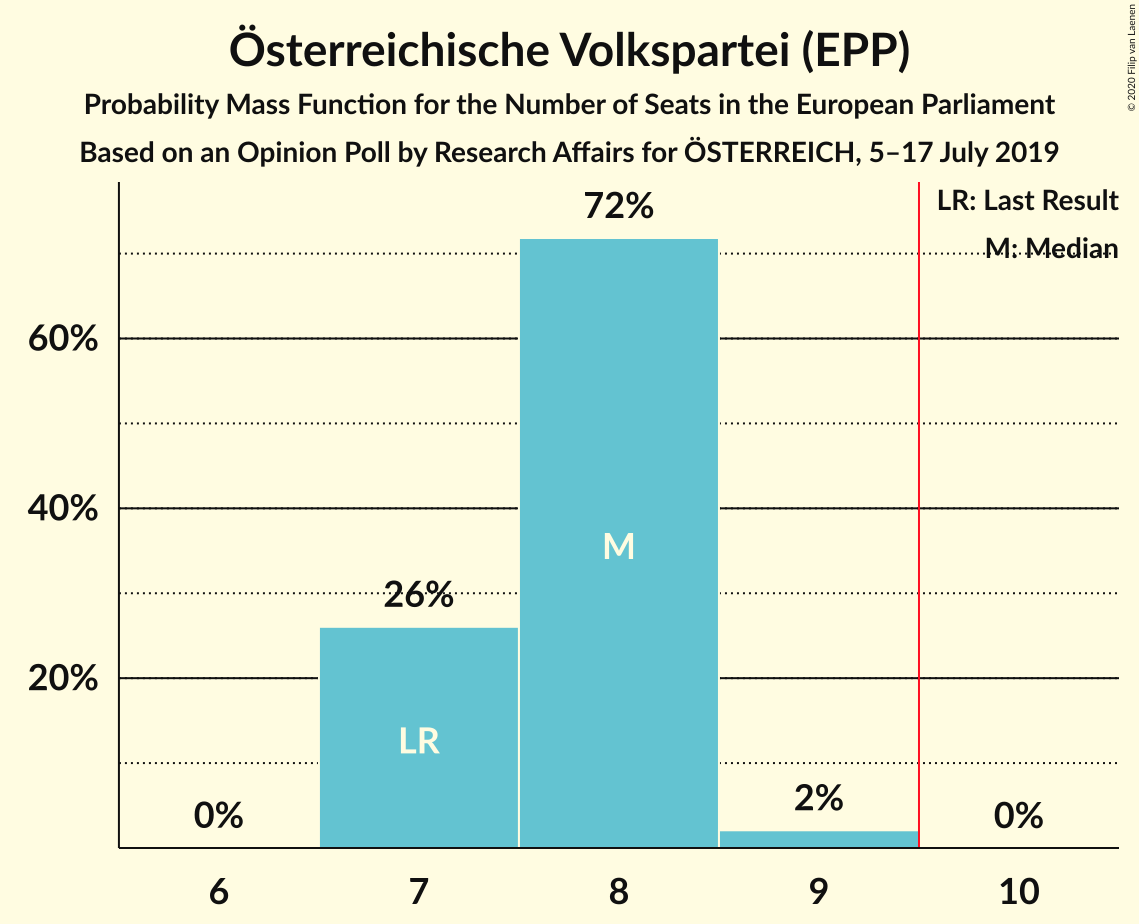 Österreichische Volkspartei (EPP)
Probability Mass Function for the Number of Seats in the European Parliament
Based on an Opinion Poll by Research Affairs for ÖSTERREICH, 5–17 July 2019
© 2020 Filip van Laenen
LR: Last Result
M: Median
72%
60%
40%
M
26%
20%
LR
0%
2%
0%
6 7 8 9 10